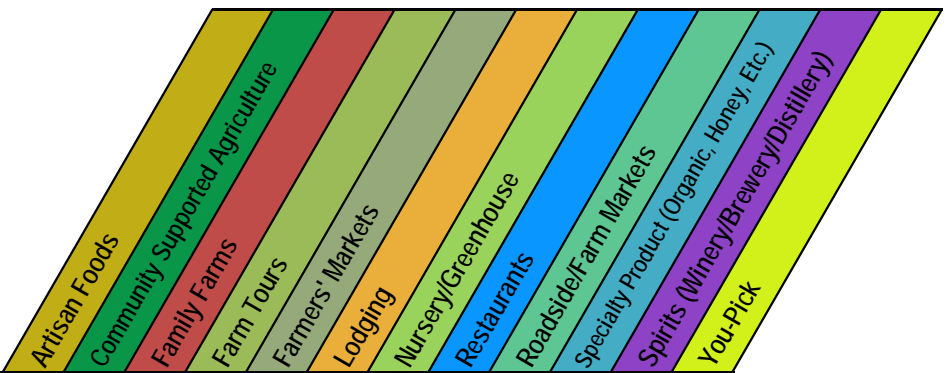 Artisan Foods
Community Supported Agriculture
Family Farms
Farm Tours
Farmers' Markets
Lodging
Nursery/Greenhouse
Restaurants
Roadside/Farm Markets
Specialty Product (Organic, Honey, Etc.)
Spirits (Winery/Brewery/Distillery)
You-Pick